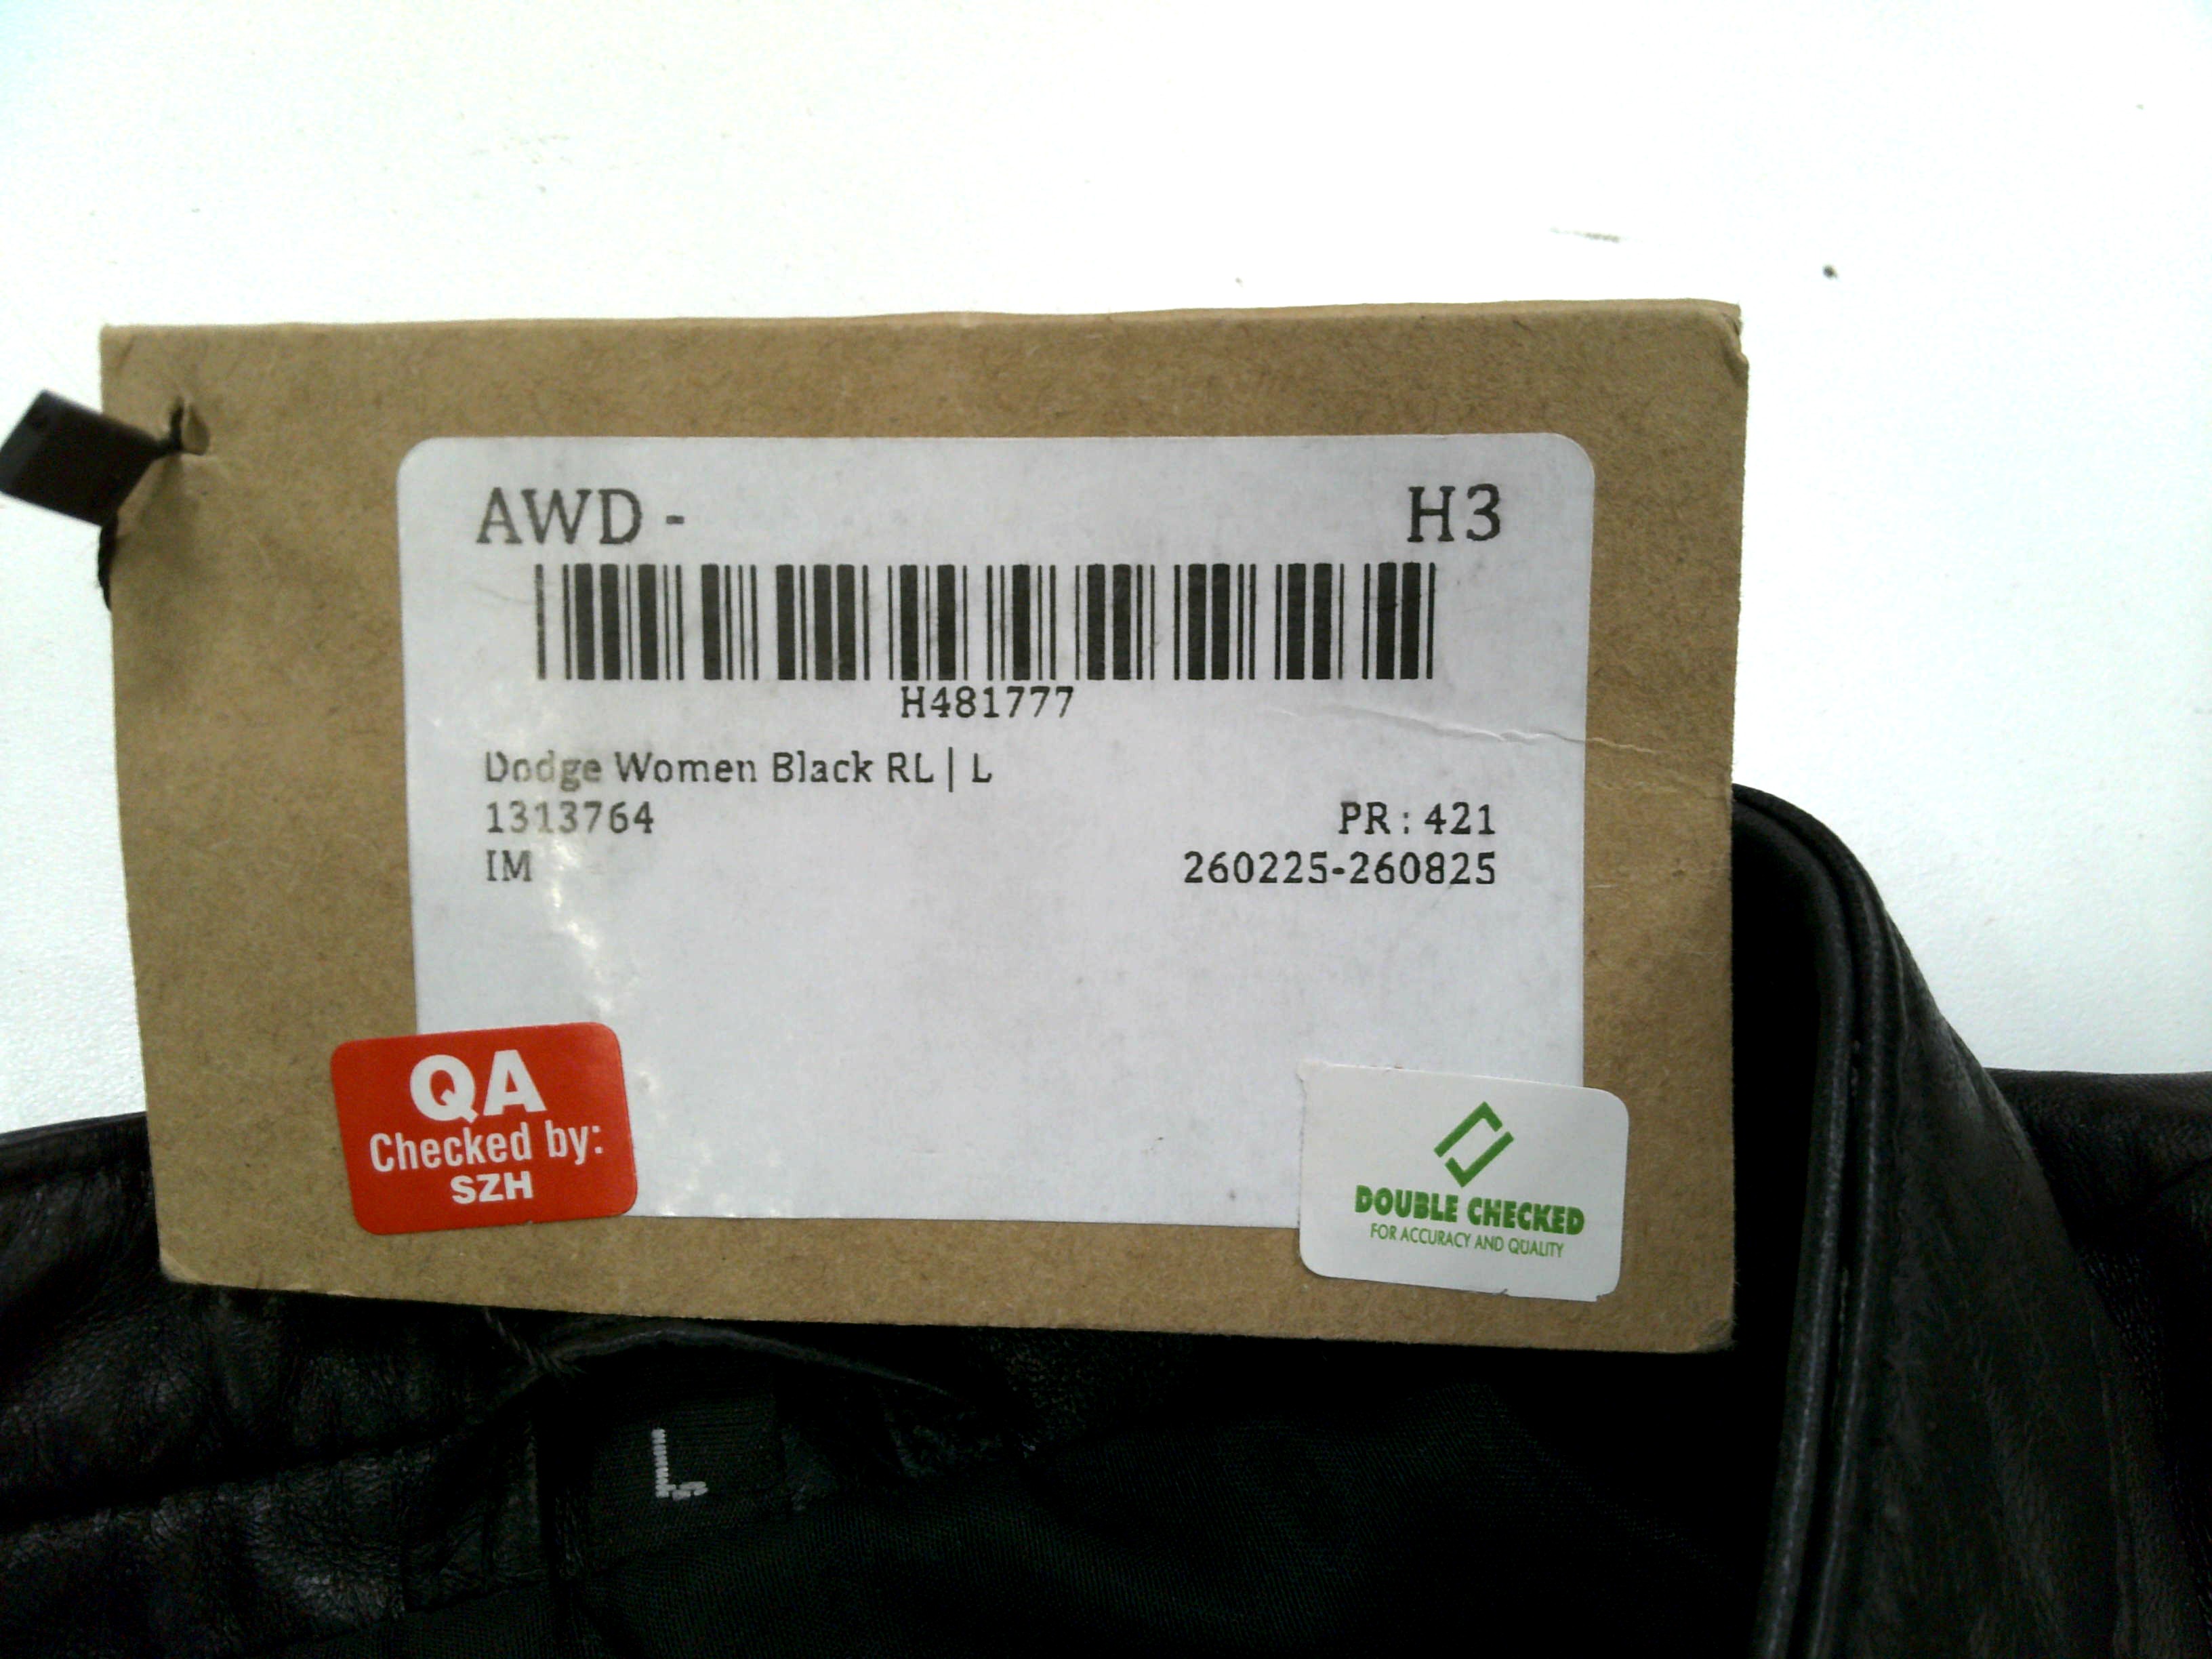 AWD - H3
H481777
Dodge Women Black RL | L
1313764 PR : 421
IM 260225-260825
QA
Checked by:
SZH
DOUBLE CHECKED
FOR ACCURACY AND QUALITY
L